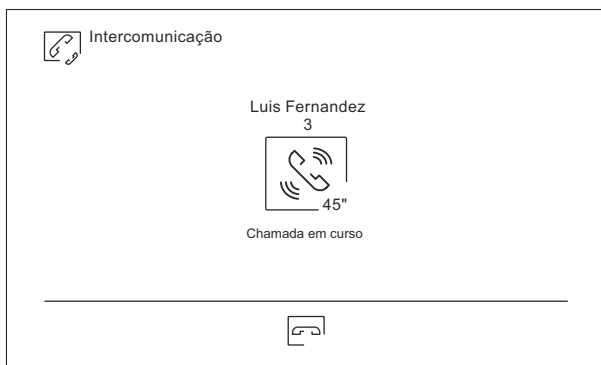 Intercomunicação
Luis Fernandez
3
45"
Chamada em curso